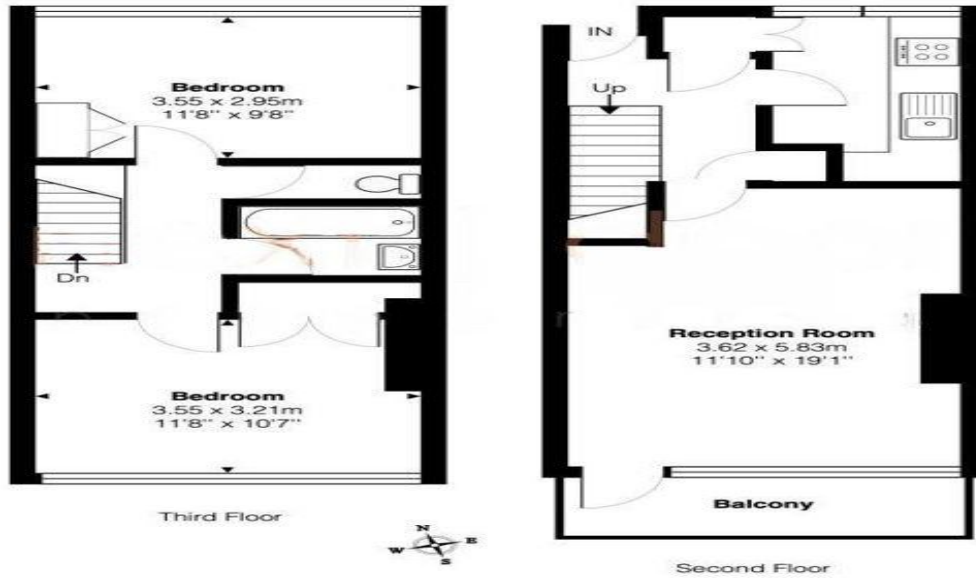 Bedroom
3.55 x 2.95m
11'8" x 9'8"
Dn
Bedroom
3.55 x 3.21m
11'8" x 10'7"
Third Floor
N
W
E
S
IN
Up
Reception Room
3.62 x 5.83m
11'10" x 19'1"
Balcony
Second Floor